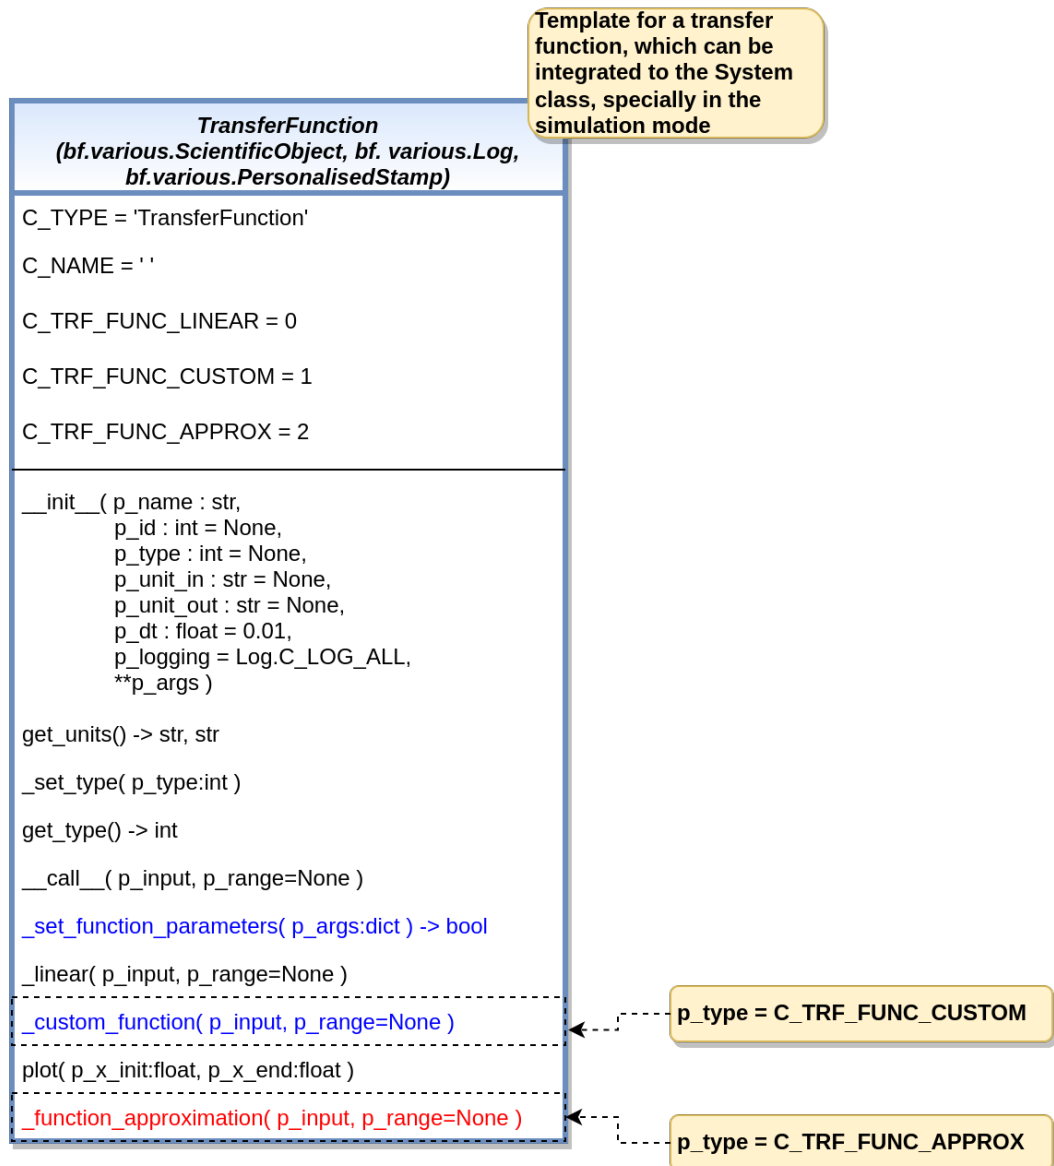 Template for a transfer
function, which can be
integrated to the System
class, specially in the
simulation mode
TransferFunction
(bf.various.ScientificObject, bf. various.Log,
bf.various.PersonalisedStamp)
C_TYPE = 'TransferFunction'
C_NAME = ' '
C_TRF_FUNC_LINEAR = 0
C_TRF_FUNC_CUSTOM = 1
C_TRF_FUNC_APPROX = 2
__init__( p_name : str,
p_id : int = None,
p_type : int = None,
p_unit_in : str = None,
p_unit_out : str = None,
p_dt : float = 0.01,
p_logging = Log.C_LOG_ALL,
**p_args )
get_units() -> str, str
_set_type( p_type:int )
get_type() -> int
__call__( p_input, p_range=None )
_set_function_parameters( p_args:dict ) -> bool
_linear( p_input, p_range=None )
_custom_function( p_input, p_range=None )
p_type = C_TRF_FUNC_CUSTOM
plot( p_x_init:float, p_x_end:float )
_function_approximation( p_input, p_range=None )
p_type = C_TRF_FUNC_APPROX